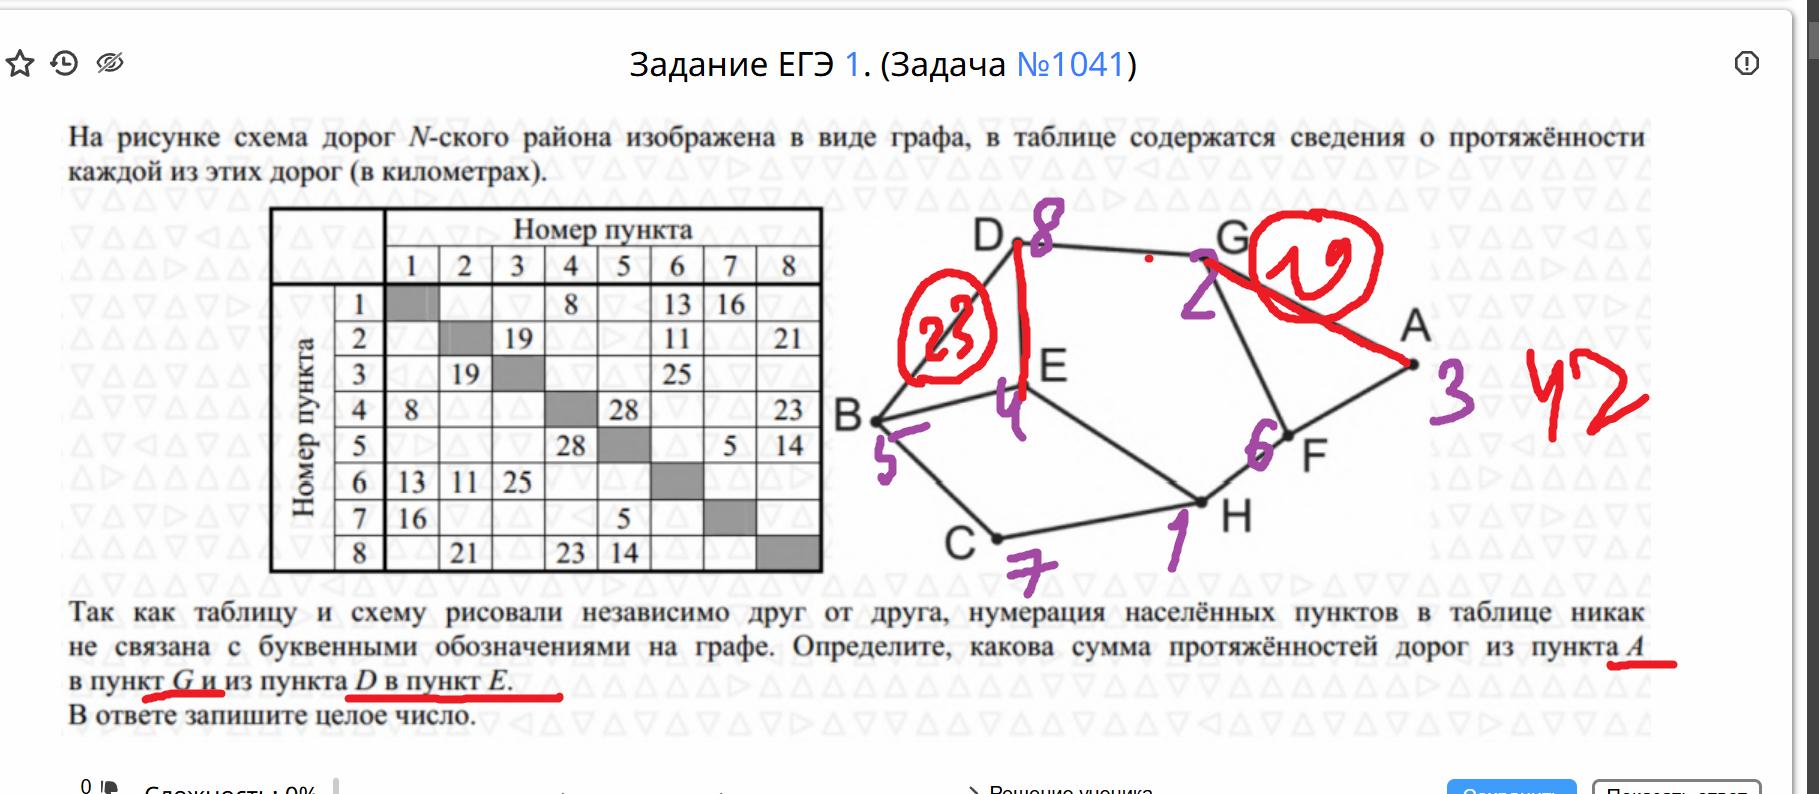 Задание ЕГЭ 1. (Задача №1041)
На рисунке схема дорог N-ского района изображена в виде графа, в таблице содержатся сведения о протяжённости
каждой из этих дорог (в километрах).
Номер пункта
1 2 3 4 5 6 7 8
Номер пункта
1 8 13 16
2 19 11 21
3 19 25
4 8 28 23
5 28 5 14
6 13 11 25
7 16 5
8 21 23 14
D 8 G 19
2
23 A
E 3 42
B 4
5 6 F
H
C 1
7
Так как таблицу и схему рисовали независимо друг от друга, нумерация населённых пунктов в таблице никак
не связана с буквенными обозначениями на графе. Определите, какова сумма протяжённостей дорог из пункта A
в пункт G и из пункта D в пункт E.
В ответе запишите целое число.
0